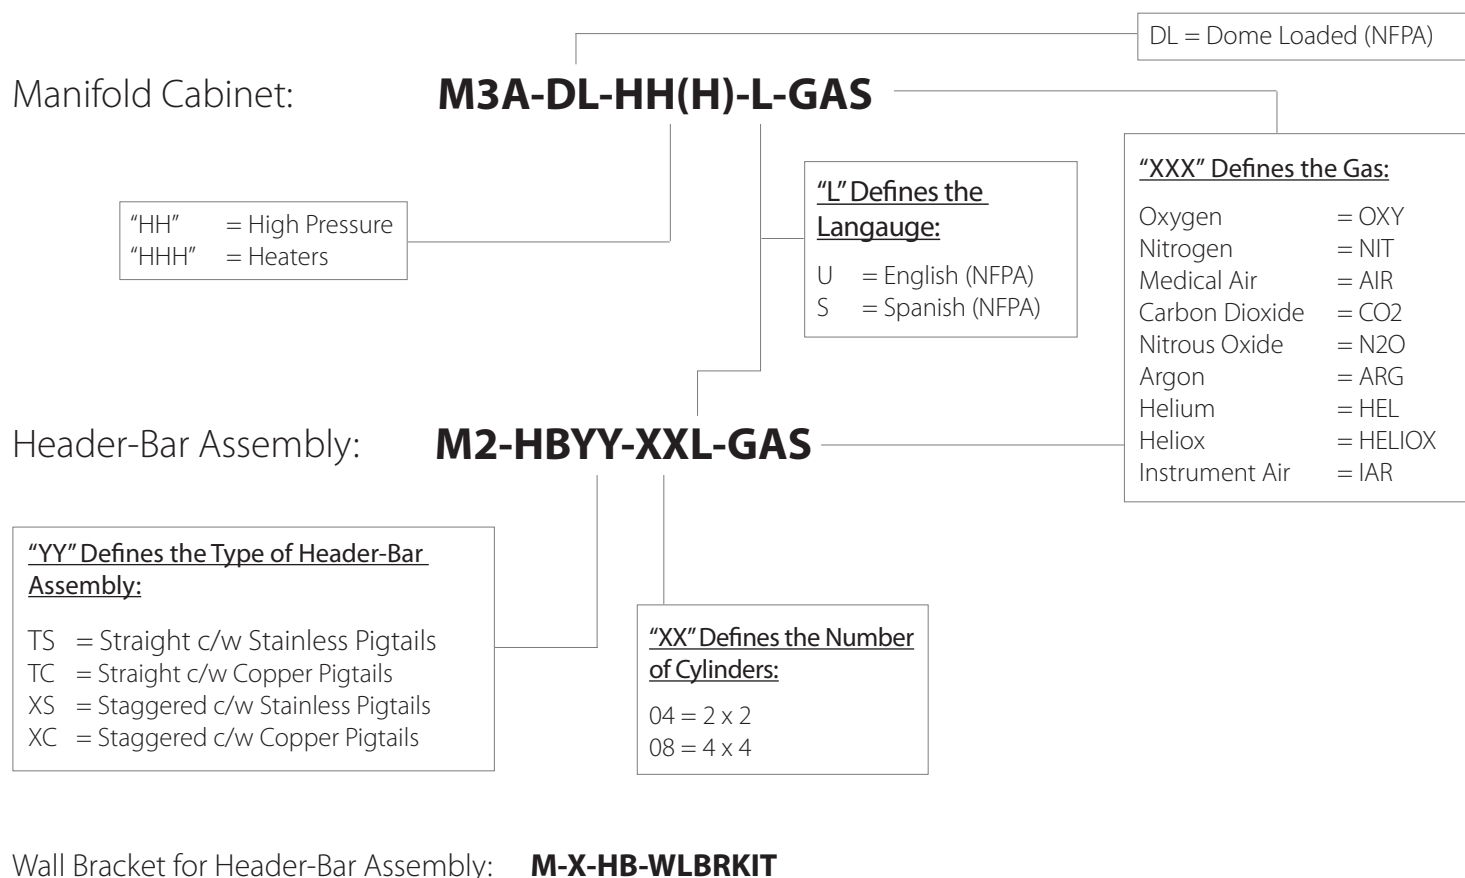 DL = Dome Loaded (NFPA)
Manifold Cabinet: M3A-DL-HH(H)-L-GAS
“HH” = High Pressure
“HHH” = Heaters
“L” Defines the
Langauge:
U = English (NFPA)
S = Spanish (NFPA)
“XXX” Defines the Gas:
Oxygen = OXY
Nitrogen = NIT
Medical Air = AIR
Carbon Dioxide = CO2
Nitrous Oxide = N2O
Argon = ARG
Helium = HEL
Heliox = HELIOX
Instrument Air = IAR
Header-Bar Assembly: M2-HBYY-XXL-GAS
“YY” Defines the Type of Header-Bar
Assembly:
TS = Straight c/w Stainless Pigtails
TC = Straight c/w Copper Pigtails
XS = Staggered c/w Stainless Pigtails
XC = Staggered c/w Copper Pigtails
“XX” Defines the Number
of Cylinders:
04 = 2 x 2
08 = 4 x 4
Wall Bracket for Header-Bar Assembly: M-X-HB-WLBRKIT